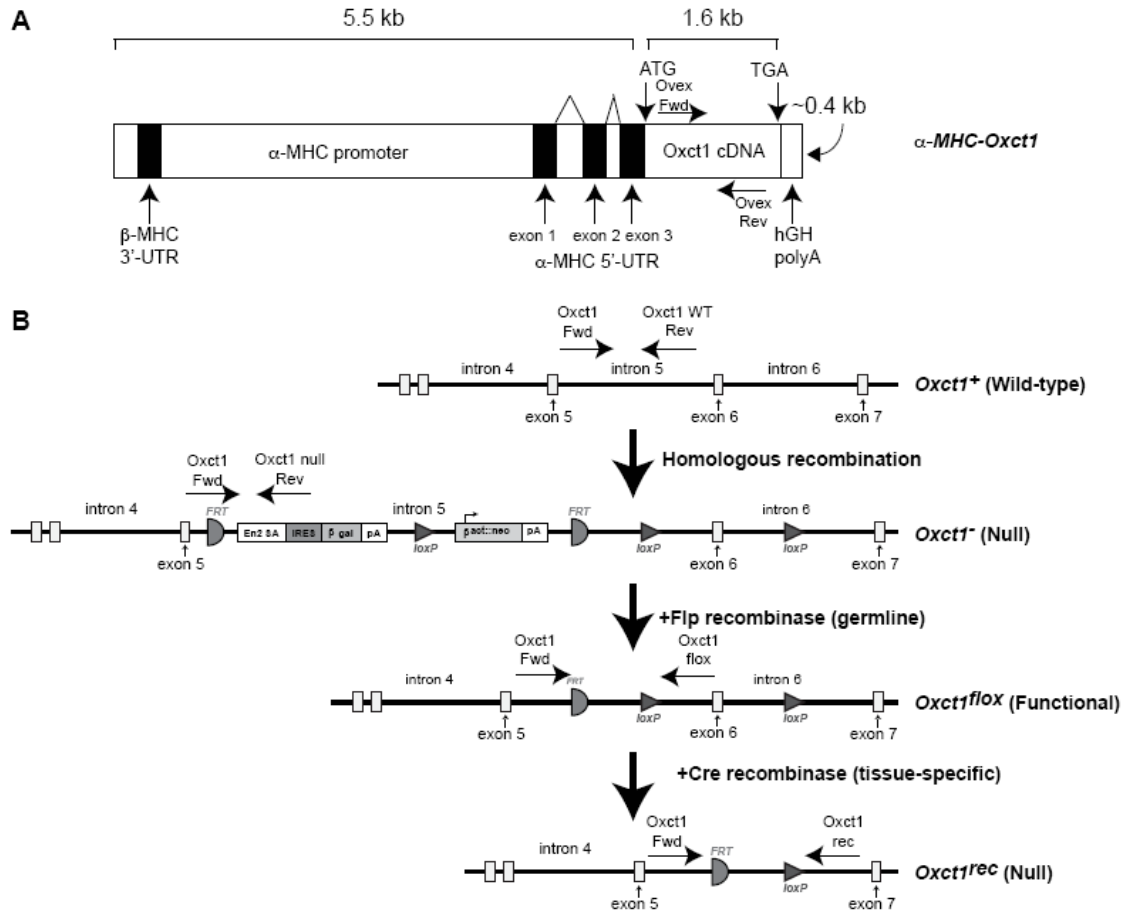 A
5.5 kb
1.6 kb
ATG
TGA
Ovex
Fwd
~0.4 kb
α-MHC promoter
Oxct1 cDNA
α-MHC-Oxct1
Ovex
Rev
β-MHC
3'-UTR
exon 1
exon 2
exon 3
α-MHC 5'-UTR
hGH
polyA
B
Oxct1
Fwd
Oxct1 WT
Rev
intron 4
intron 5
intron 6
Oxct1+ (Wild-type)
exon 5
exon 6
exon 7
Homologous recombination
Oxct1
Fwd
Oxct1 null
Rev
intron 4
FRT
intron 5
intron 6
En2 SA
IRES
β gal
pA
loxP
βact::neo
pA
FRT
loxP
loxP
Oxct1- (Null)
exon 5
exon 6
exon 7
+Flp recombinase (germline)
Oxct1
Fwd
Oxct1
flox
intron 4
FRT
intron 6
loxP
loxP
Oxct1flox (Functional)
exon 5
exon 6
exon 7
+Cre recombinase (tissue-specific)
Oxct1
Fwd
Oxct1
rec
intron 4
FRT
loxP
Oxct1rec (Null)
exon 5
exon 7